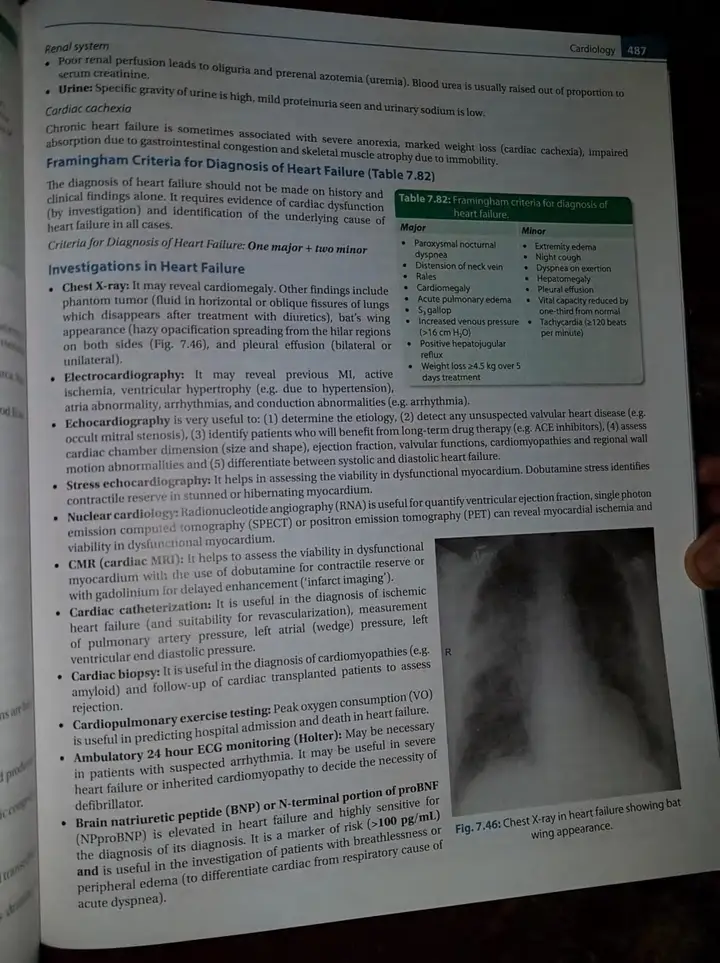 Cardiology 487
Renal system
• Poor renal perfusion leads to oliguria and prerenal azotemia (uremia). Blood urea is usually raised out of proportion to
serum creatinine.
• Urine: Specific gravity of urine is high, mild proteinuria seen and urinary sodium is low.
Cardiac cachexia
Chronic heart failure is sometimes associated with severe anorexia, marked weight loss (cardiac cachexia), impaired
absorption due to gastrointestinal congestion and skeletal muscle atrophy due to immobility.
Framingham Criteria for Diagnosis of Heart Failure (Table 7.82)
The diagnosis of heart failure should not be made on history and
clinical findings alone. It requires evidence of cardiac dysfunction
(by investigation) and identification of the underlying cause of
heart failure in all cases.
Criteria for Diagnosis of Heart Failure: One major + two minor
Table 7.82: Framingham criteria for diagnosis of
heart failure.
Major
• Paroxysmal nocturnal
dyspnea
• Distension of neck vein
• Rales
• Cardiomegaly
• Acute pulmonary edema
• S₃ gallop
• Increased venous pressure
(>16 cm H₂O)
• Positive hepatojugular
reflux
• Weight loss ≥4.5 kg over 5
days treatment
Minor
• Extremity edema
• Night cough
• Dyspnea on exertion
• Hepatomegaly
• Pleural effusion
• Vital capacity reduced by
one-third from normal
• Tachycardia (≥120 beats
per minute)
Investigations in Heart Failure
• Chest X-ray: It may reveal cardiomegaly. Other findings include
phantom tumor (fluid in horizontal or oblique fissures of lungs
which disappears after treatment with diuretics), bat's wing
appearance (hazy opacification spreading from the hilar regions
on both sides (Fig. 7.46), and pleural effusion (bilateral or
unilateral).
• Electrocardiography: It may reveal previous MI, active
ischemia, ventricular hypertrophy (e.g. due to hypertension),
atria abnormality, arrhythmias, and conduction abnormalities (e.g. arrhythmia).
• Echocardiography is very useful to: (1) determine the etiology, (2) detect any unsuspected valvular heart disease (e.g.
occult mitral stenosis), (3) identify patients who will benefit from long-term drug therapy (e.g. ACE inhibitors), (4) assess
cardiac chamber dimension (size and shape), ejection fraction, valvular functions, cardiomyopathies and regional wall
motion abnormalities and (5) differentiate between systolic and diastolic heart failure.
• Stress echocardiography: It helps in assessing the viability in dysfunctional myocardium. Dobutamine stress identifies
contractile reserve in stunned or hibernating myocardium.
• Nuclear cardiology: Radionucleotide angiography (RNA) is useful for quantify ventricular ejection fraction, single photon
emission computed tomography (SPECT) or positron emission tomography (PET) can reveal myocardial ischemia and
viability in dysfunctional myocardium.
• CMR (cardiac MRI): It helps to assess the viability in dysfunctional
myocardium with the use of dobutamine for contractile reserve or
with gadolinium for delayed enhancement ('infarct imaging').
• Cardiac catheterization: It is useful in the diagnosis of ischemic
heart failure (and suitability for revascularization), measurement
of pulmonary artery pressure, left atrial (wedge) pressure, left
ventricular end diastolic pressure.
• Cardiac biopsy: It is useful in the diagnosis of cardiomyopathies (e.g.
amyloid) and follow-up of cardiac transplanted patients to assess
rejection.
• Cardiopulmonary exercise testing: Peak oxygen consumption (VO)
is useful in predicting hospital admission and death in heart failure.
• Ambulatory 24 hour ECG monitoring (Holter): May be necessary
in patients with suspected arrhythmia. It may be useful in severe
heart failure or inherited cardiomyopathy to decide the necessity of
defibrillator.
• Brain natriuretic peptide (BNP) or N-terminal portion of proBNF
(NPproBNP) is elevated in heart failure and highly sensitive for
the diagnosis of its diagnosis. It is a marker of risk (>100 pg/mL)
and is useful in the investigation of patients with breathlessness or
peripheral edema (to differentiate cardiac from respiratory cause of
acute dyspnea).
R
Fig. 7.46: Chest X-ray in heart failure showing bat
wing appearance.